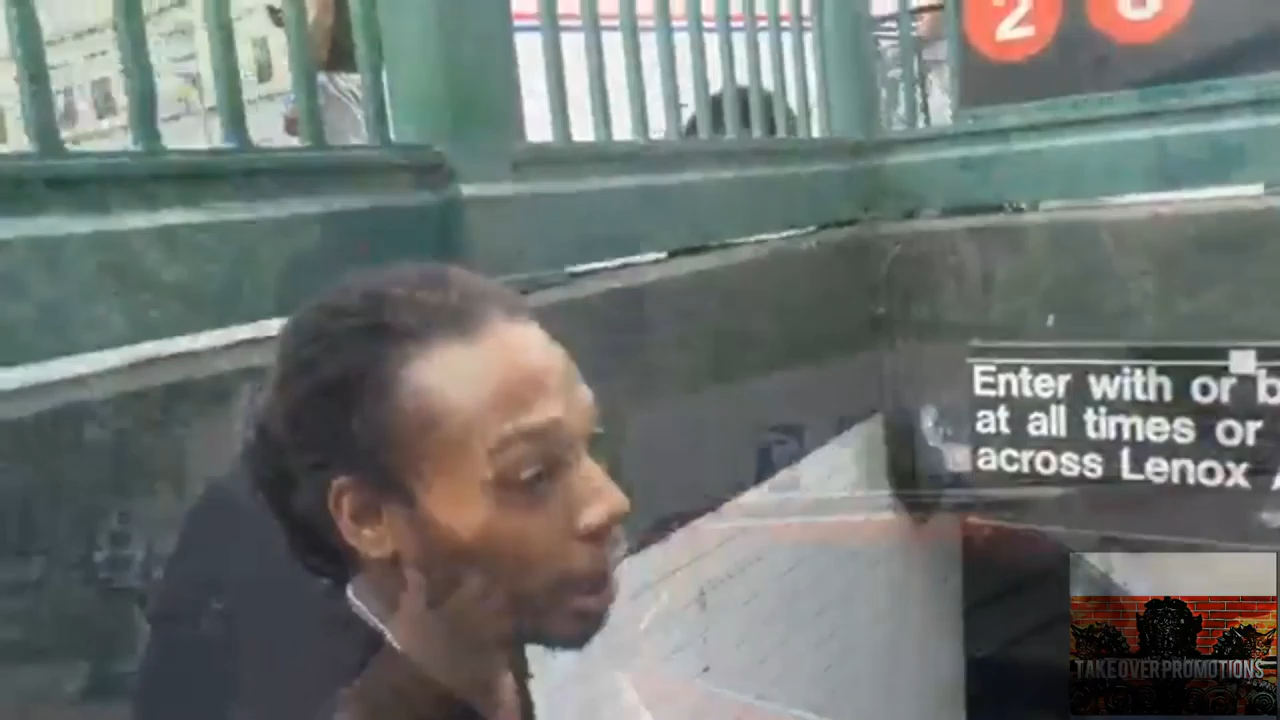 2
Enter with or b
at all times or
across Lenox
TAKEOVER PROMOTIONS